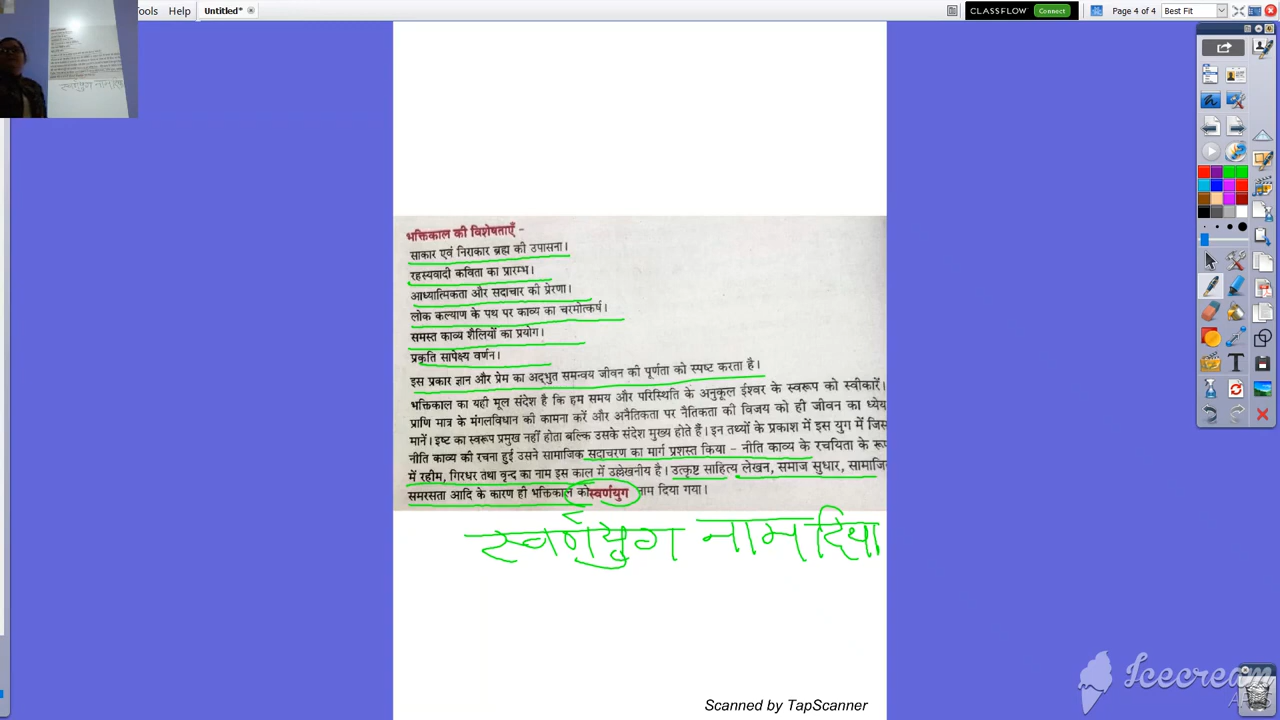 Tools Help Untitled* CLASSFLOW Connect Page 4 of 4 Best Fit
भक्तिकाल की विशेषताएँ -
साकार एवं निराकार ब्रह्म की उपासना।
रहस्यवादी कविता का प्रारम्भ।
आध्यात्मिकता और सदाचार की प्रेरणा।
लोक कल्याण के पथ पर काव्य का चरमोत्कर्ष।
समस्त काव्य शैलियों का प्रयोग।
प्रकृति सापेक्ष्य वर्णन।
इस प्रकार ज्ञान और प्रेम का अद्भुत समन्वय जीवन की पूर्णता को स्पष्ट करता है।
भक्तिकाल का यही मूल संदेश है कि हम समय और परिस्थिति के अनुकूल ईश्वर के स्वरूप को स्वीकारें।
प्राणि मात्र के मंगलविधान की कामना करें और अनैतिकता पर नैतिकता की विजय को ही जीवन का ध्येय
मानें। इष्ट का स्वरूप प्रमुख नहीं होता बल्कि उसके संदेश मुख्य होते हैं। इन तथ्यों के प्रकाश में इस युग में जिस
नीति काव्य की रचना हुई उसने सामाजिक सदाचरण का मार्ग प्रशस्त किया - नीति काव्य के रचयिता के रूप
में रहीम, गिरधर तथा वृन्द का नाम इस काल में उल्लेखनीय है। उत्कृष्ट साहित्य लेखन, समाज सुधार, सामाजि
समरसता आदि के कारण ही भक्तिकाल को स्वर्णयुग नाम दिया गया।
स्वर्णयुग नाम दिया
Icecream
APPS
Scanned by TapScanner